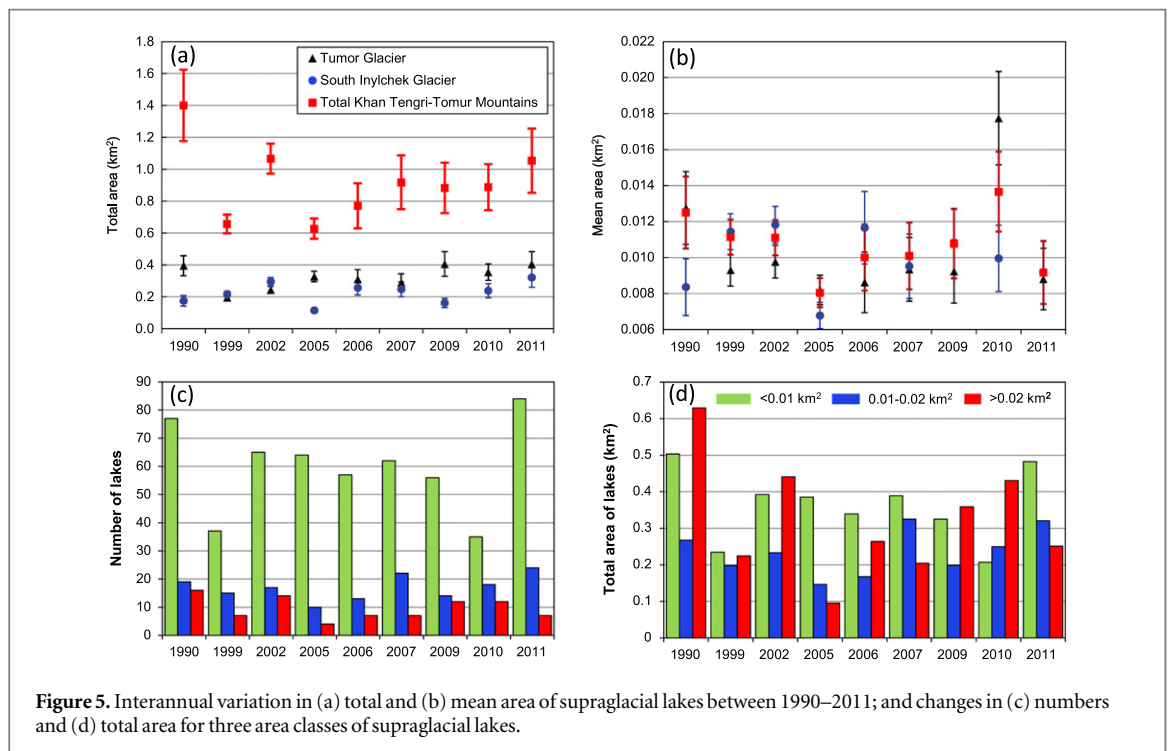 (a)
Tumor Glacier
South Inylchek Glacier
Total Khan Tengri-Tomur Mountains
Total area (km²)
1.8
1.6
1.4
1.2
1.0
0.8
0.6
0.4
0.2
0.0
1990 1999 2002 2005 2006 2007 2009 2010 2011
(b)
Mean area (km²)
0.022
0.020
0.018
0.016
0.014
0.012
0.010
0.008
0.006
1990 1999 2002 2005 2006 2007 2009 2010 2011
(c)
Number of lakes
90
80
70
60
50
40
30
20
10
0
1990 1999 2002 2005 2006 2007 2009 2010 2011
(d)
<0.01 km² 0.01-0.02 km² >0.02 km²
Total area of lakes (km²)
0.7
0.6
0.5
0.4
0.3
0.2
0.1
0
1990 1999 2002 2005 2006 2007 2009 2010 2011
Figure 5. Interannual variation in (a) total and (b) mean area of supraglacial lakes between 1990–2011; and changes in (c) numbers
and (d) total area for three area classes of supraglacial lakes.